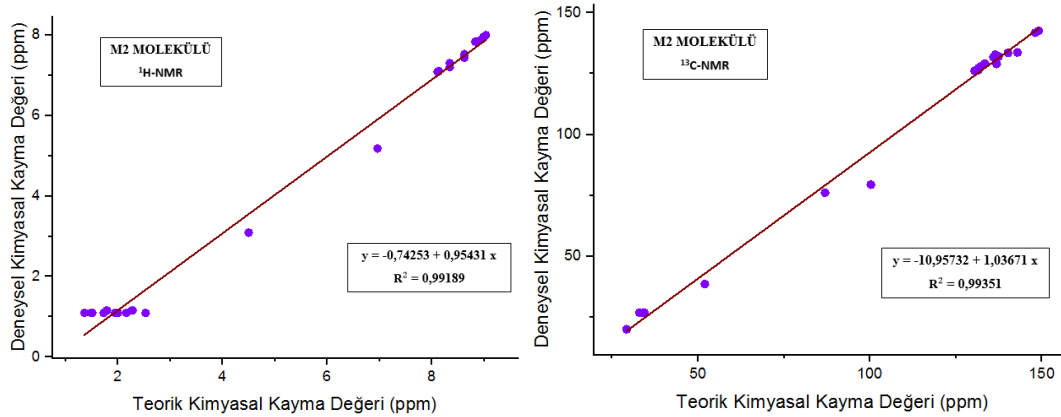 M2 MOLEKÜLÜ
¹H-NMR
Deneysel Kimyasal Kayma Değeri (ppm)
8
6
4
2
0
y = -0,74253 + 0,95431 x
R² = 0,99189
2
4
6
8
Teorik Kimyasal Kayma Değeri (ppm)
M2 MOLEKÜLÜ
¹³C-NMR
Deneysel Kimyasal Kayma Değeri (ppm)
150
100
50
y = -10,95732 + 1,03671 x
R² = 0,99351
50
100
150
Teorik Kimyasal Kayma Değeri (ppm)